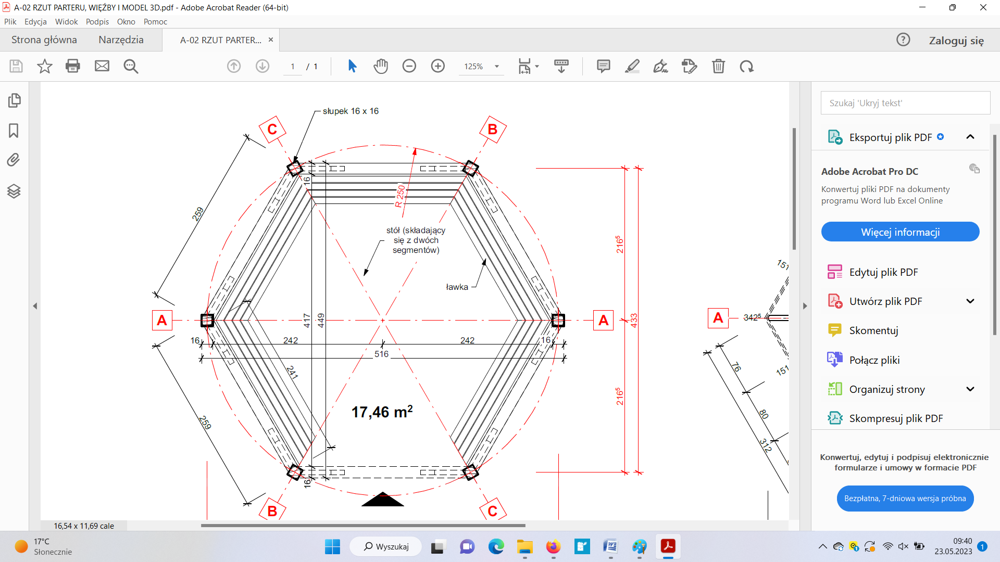 A-02 RZUT PARTERU, WIĘŹBY I MODEL 3D.pdf - Adobe Acrobat Reader (64-bit)
Plik Edycja Widok Podpis Okno Pomoc
Strona główna Narzędzia A-02 RZUT PARTER... × Zaloguj się
1 / 1 125%
słupek 16 x 16
C B
16
R 250
259
stół (składający
się z dwóch
segmentów)
216⁵
ławka
A 417 449 A 433
16 242 242 16
516
241
17,46 m²
216⁵
259
16
B C
151
A 342⁵
151
76
80
312
16,54 x 11,69 cale
Szukaj 'Ukryj tekst'
Eksportuj plik PDF
Adobe Acrobat Pro DC
Konwertuj pliki PDF na dokumenty
programu Word lub Excel Online
Więcej informacji
Edytuj plik PDF
Utwórz plik PDF
Skomentuj
Połącz pliki
Organizuj strony
Skompresuj plik PDF
Konwertuj, edytuj i podpisuj elektronicznie
formularze i umowy w formacie PDF
Bezpłatna, 7-dniowa wersja próbna
17°C
Słonecznie
Wyszukaj
09:40
23.05.2023
1